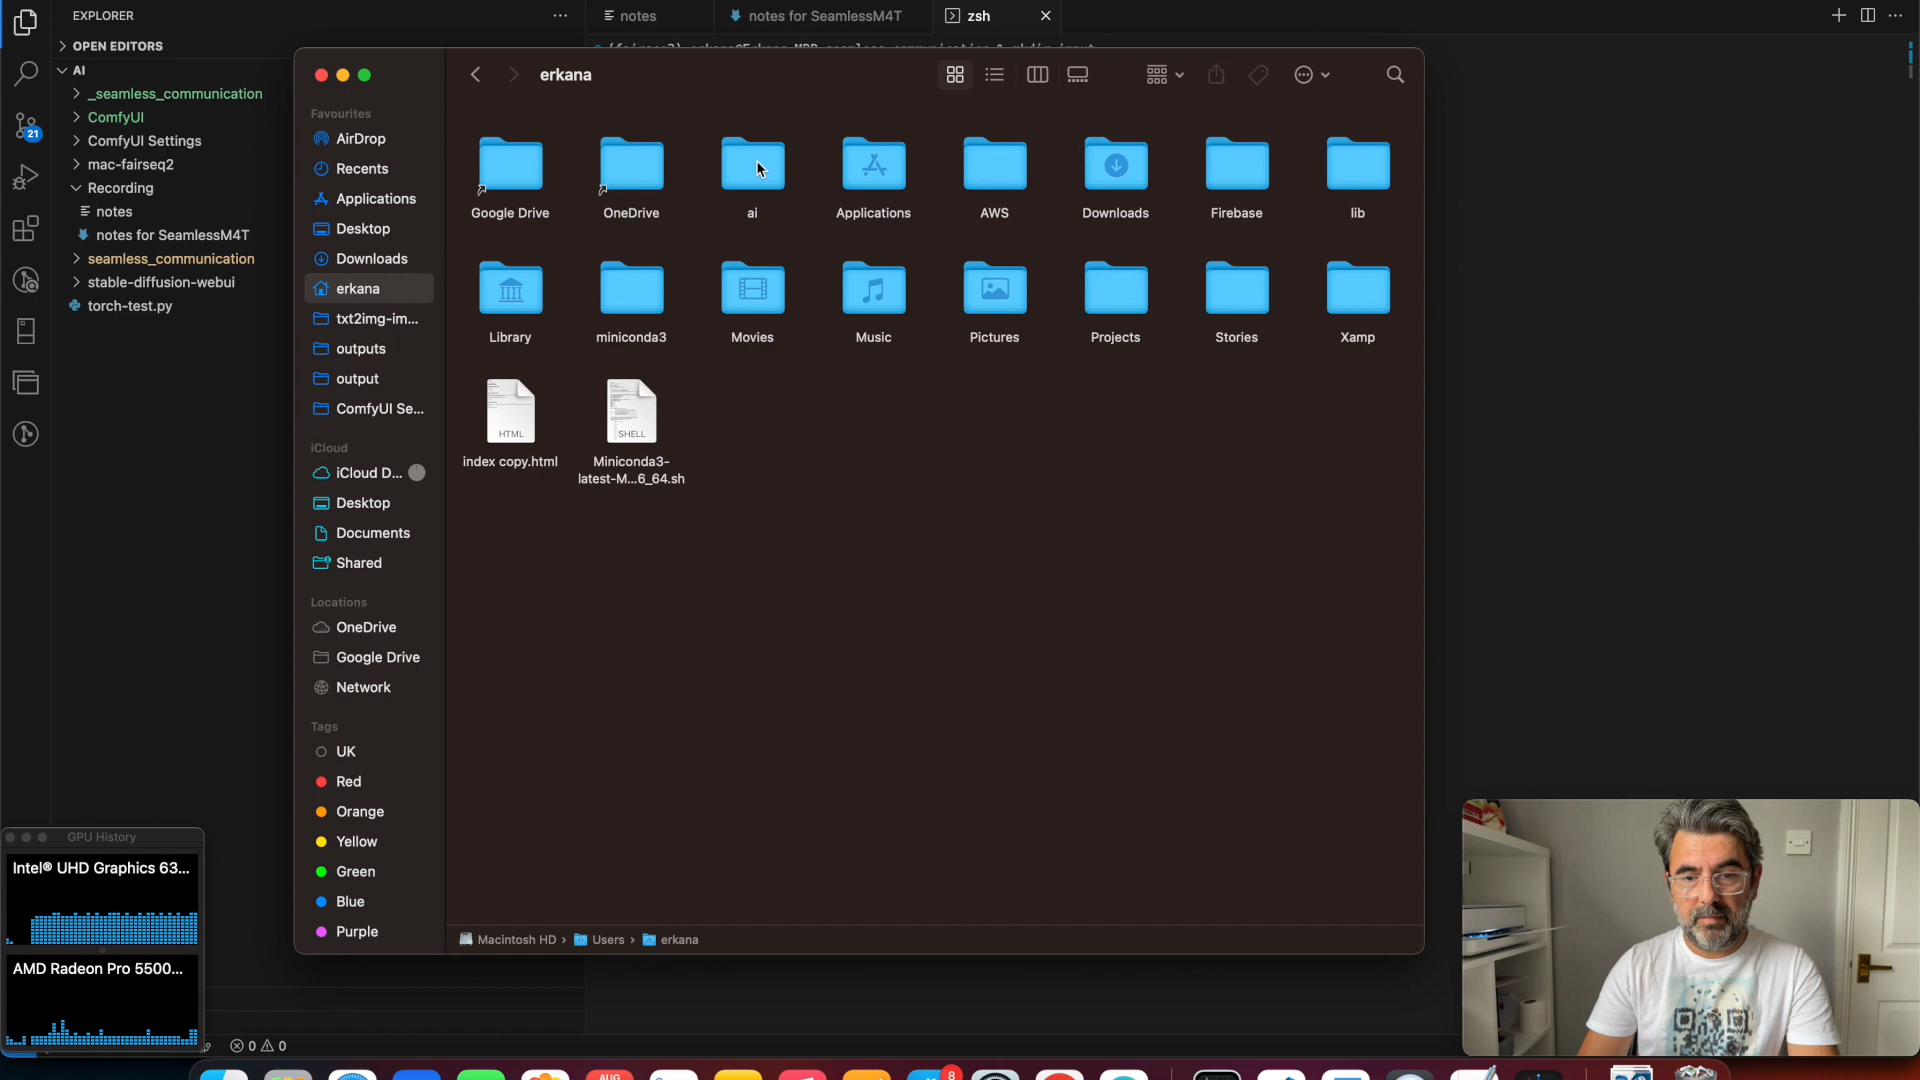 EXPLORER
OPEN EDITORS
AI
_seamless_communication
ComfyUI
ComfyUI Settings
mac-fairseq2
Recording
notes
notes for SeamlessM4T
seamless_communication
stable-diffusion-webui
torch-test.py
21
notes
notes for SeamlessM4T
zsh
erkana
Favourites
AirDrop
Recents
Applications
Desktop
Downloads
erkana
txt2img-im...
outputs
output
ComfyUI Se...
iCloud
iCloud D...
Desktop
Documents
Shared
Locations
OneDrive
Google Drive
Network
Tags
UK
Red
Orange
Yellow
Green
Blue
Purple
Google Drive
OneDrive
ai
Applications
AWS
Downloads
Firebase
lib
Library
miniconda3
Movies
Music
Pictures
Projects
Stories
Xamp
HTML
index copy.html
SHELL
Miniconda3-
latest-M...6_64.sh
Macintosh HD › Users › erkana
GPU History
Intel® UHD Graphics 63...
AMD Radeon Pro 5500...
0 0
AUG
8